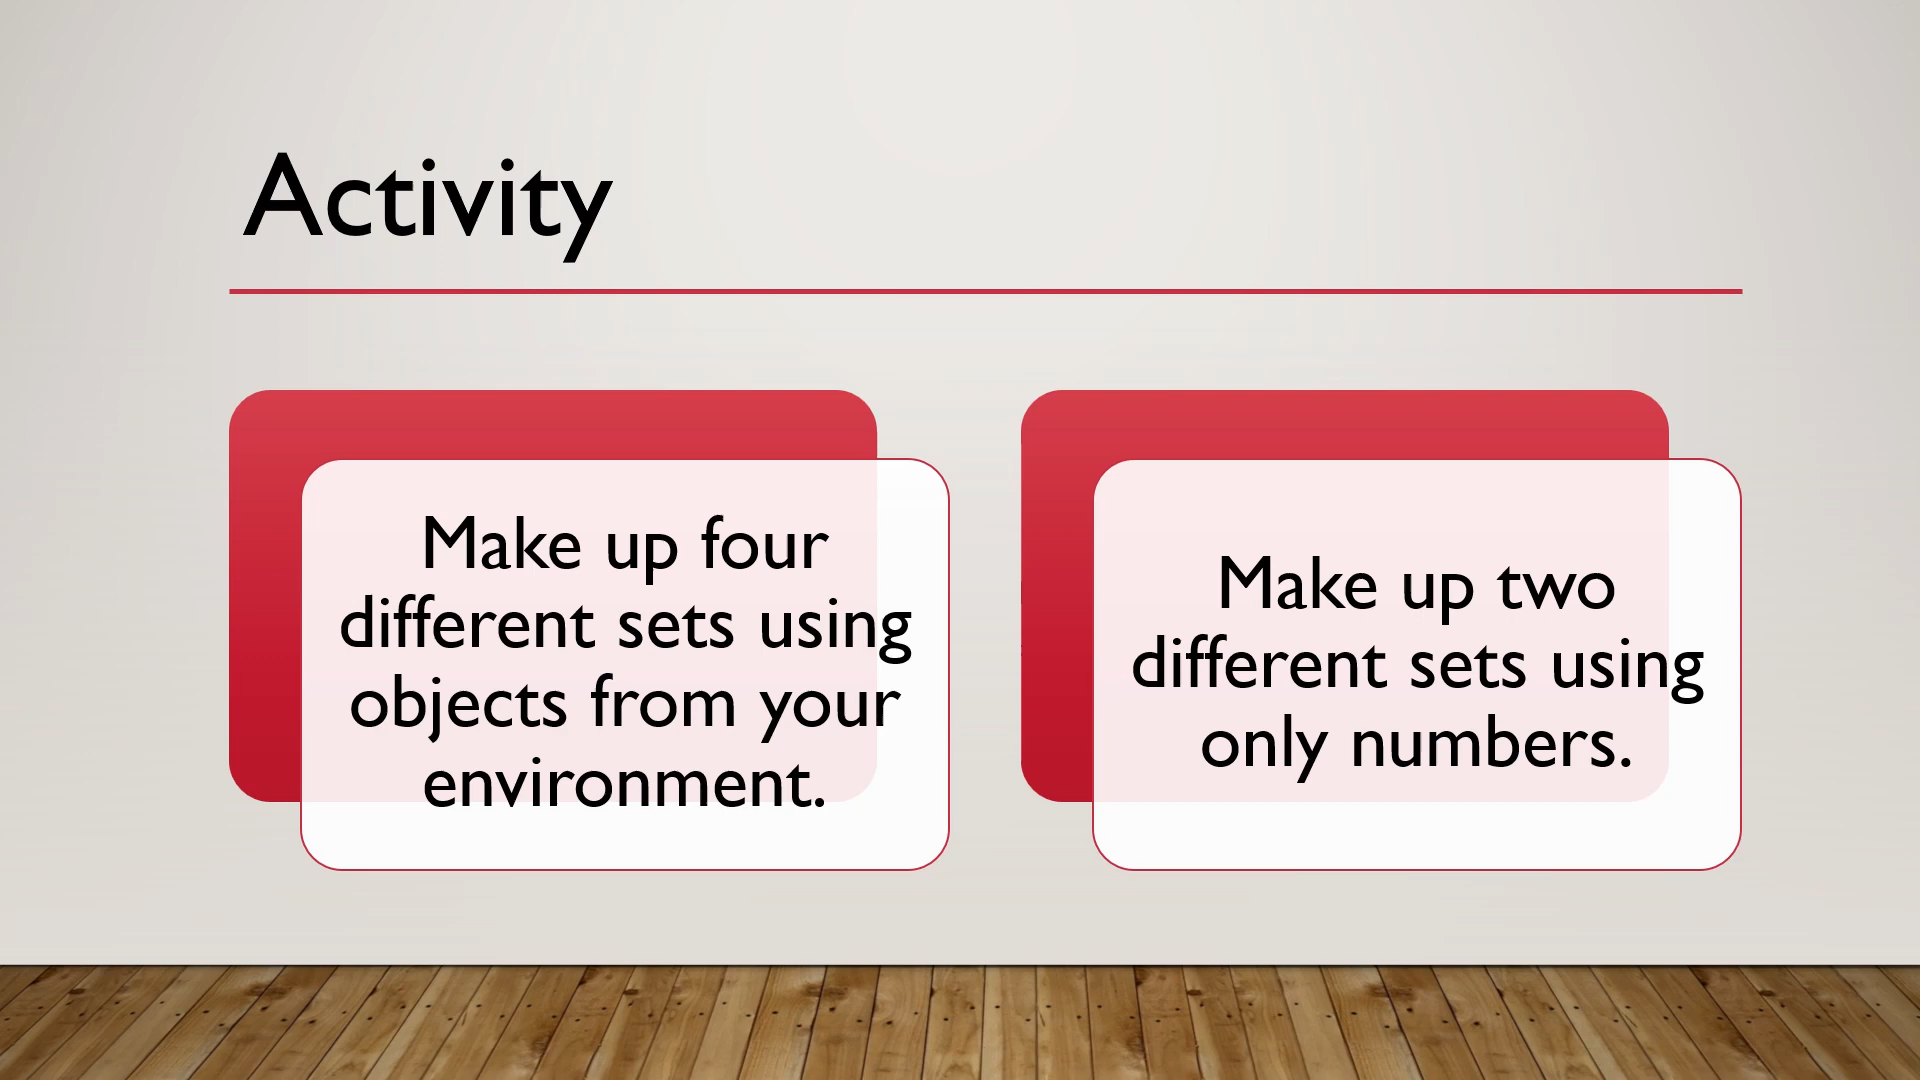 Activity
Make up four
different sets using
objects from your
environment.
Make up two
different sets using
only numbers.